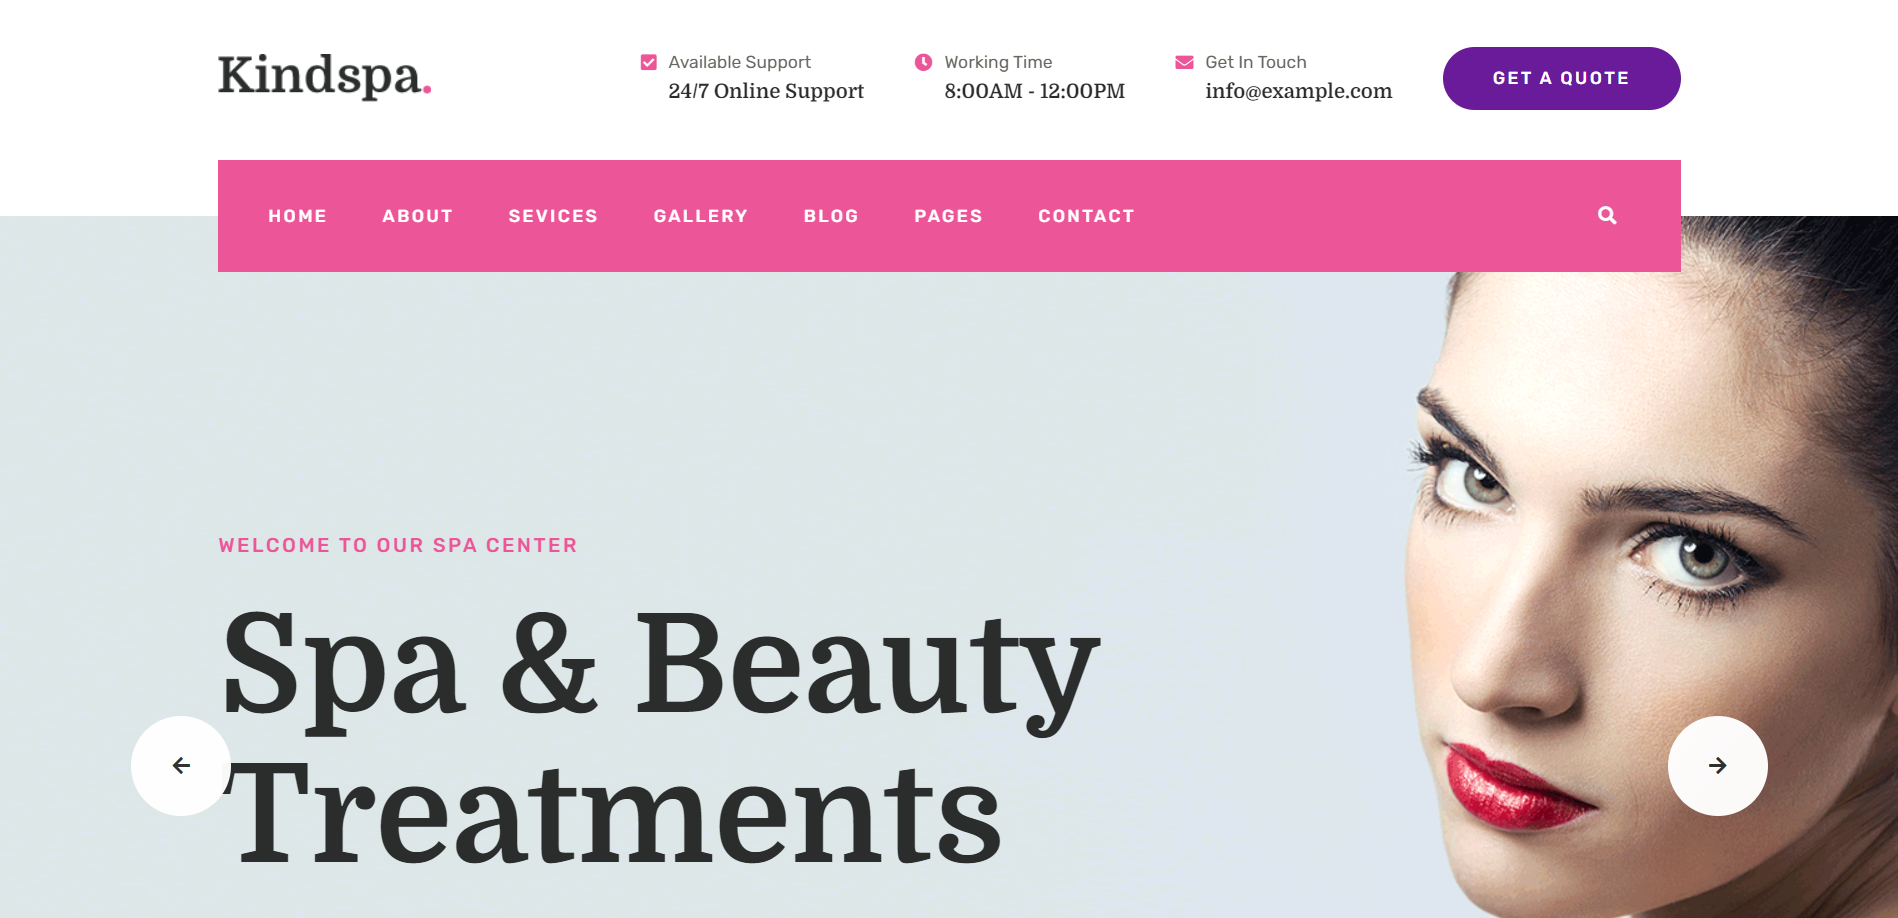 Kindspa.
Available Support
24/7 Online Support
Working Time
8:00AM - 12:00PM
Get In Touch
info@example.com
GET A QUOTE
HOME ABOUT SEVICES GALLERY BLOG PAGES CONTACT
WELCOME TO OUR SPA CENTER
Spa & Beauty
Treatments